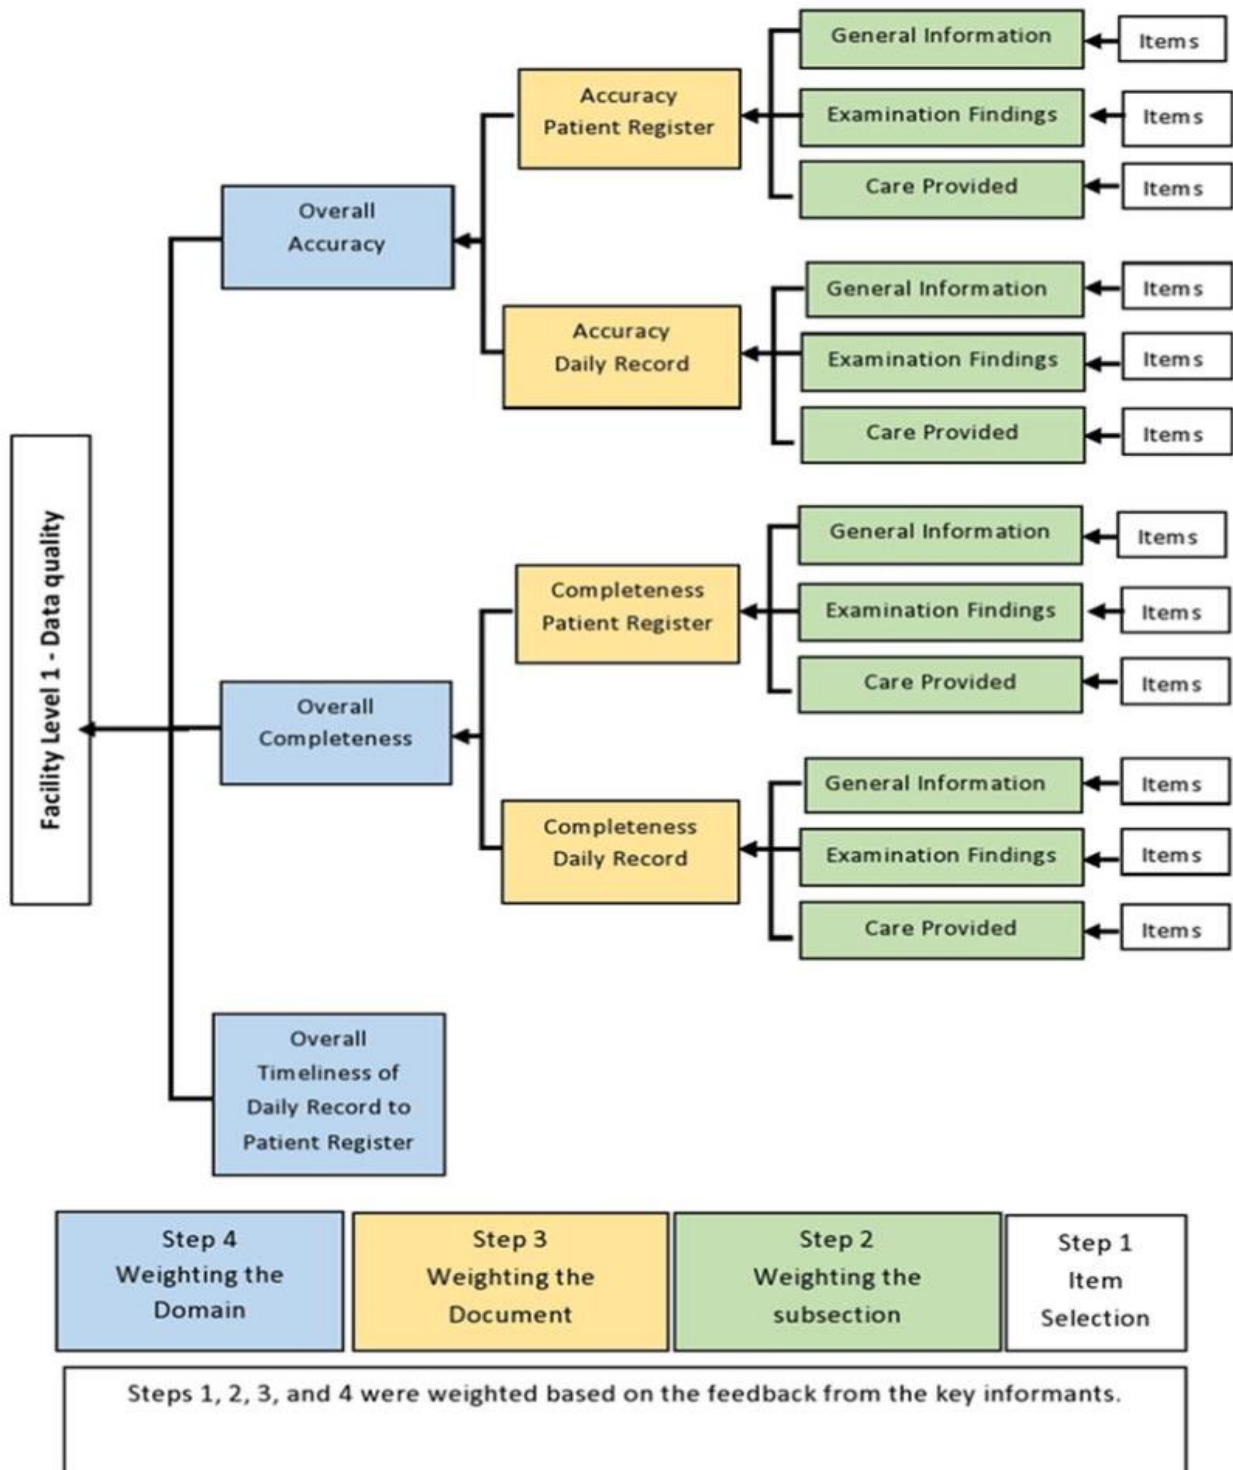 General Information
Items
Accuracy
Patient Register
Examination Findings
Items
Care Provided
Items
Overall
Accuracy
General Information
Items
Accuracy
Daily Record
Examination Findings
Items
Care Provided
Items
Facility Level 1 - Data quality
General Information
Items
Completeness
Patient Register
Examination Findings
Items
Care Provided
Items
Overall
Completeness
General Information
Items
Completeness
Daily Record
Examination Findings
Items
Care Provided
Items
Overall
Timeliness of
Daily Record to
Patient Register
Step 4
Weighting the
Domain
Step 3
Weighting the
Document
Step 2
Weighting the
subsection
Step 1
Item
Selection
Steps 1, 2, 3, and 4 were weighted based on the feedback from the key informants.